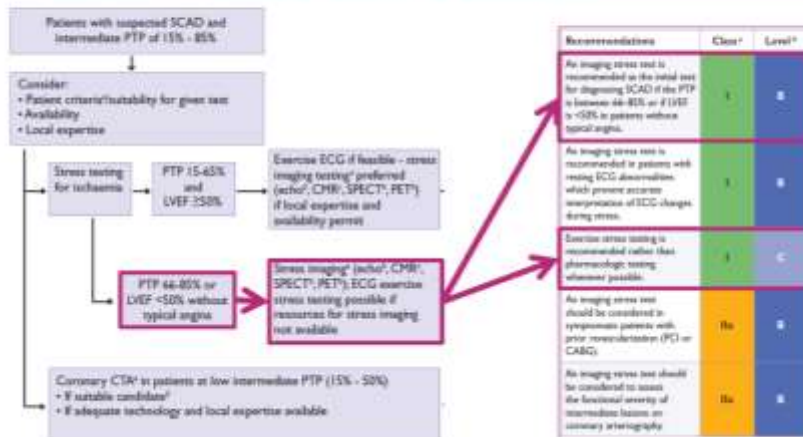 Patients with suspected SCAD and
intermediate PTP of 15% - 85%
Consider:
• Patient criteria /suitability for given test
• Availability
• Local expertise
Stress testing
for ischaemia
PTP 15-65%
and
LVEF ≥50%
Exercise ECG if feasible - stress
imaging testing preferred
(echo, CMR, SPECT, PET)
if local expertise and
availability permit
PTP 66-85% or
LVEF <50% without
typical angina
Stress imaging (echo, CMR,
SPECT, PET); ECG exercise
stress testing possible if
resources for stress imaging
not available
Coronary CTA in patients at low intermediate PTP (15% - 50%)
• If suitable candidate
• If adequate technology and local expertise available
Recommendations Class Level
An imaging stress test is
recommended as the initial test
for diagnosing SCAD if the PTP
is between 66–85% or if LVEF
is <50% in patients without
typical angina.
I B
An imaging stress test is
recommended in patients with
resting ECG abnormalities
which prevent accurate
interpretation of ECG changes
during stress.
I B
Exercise stress testing is
recommended rather than
pharmacologic testing
whenever possible.
I C
An imaging stress test
should be considered in
symptomatic patients with
prior revascularization (PCI or
CABG).
IIa B
An imaging stress test should
be considered to assess
the functional severity of
intermediate lesions on
coronary arteriography.
IIa B